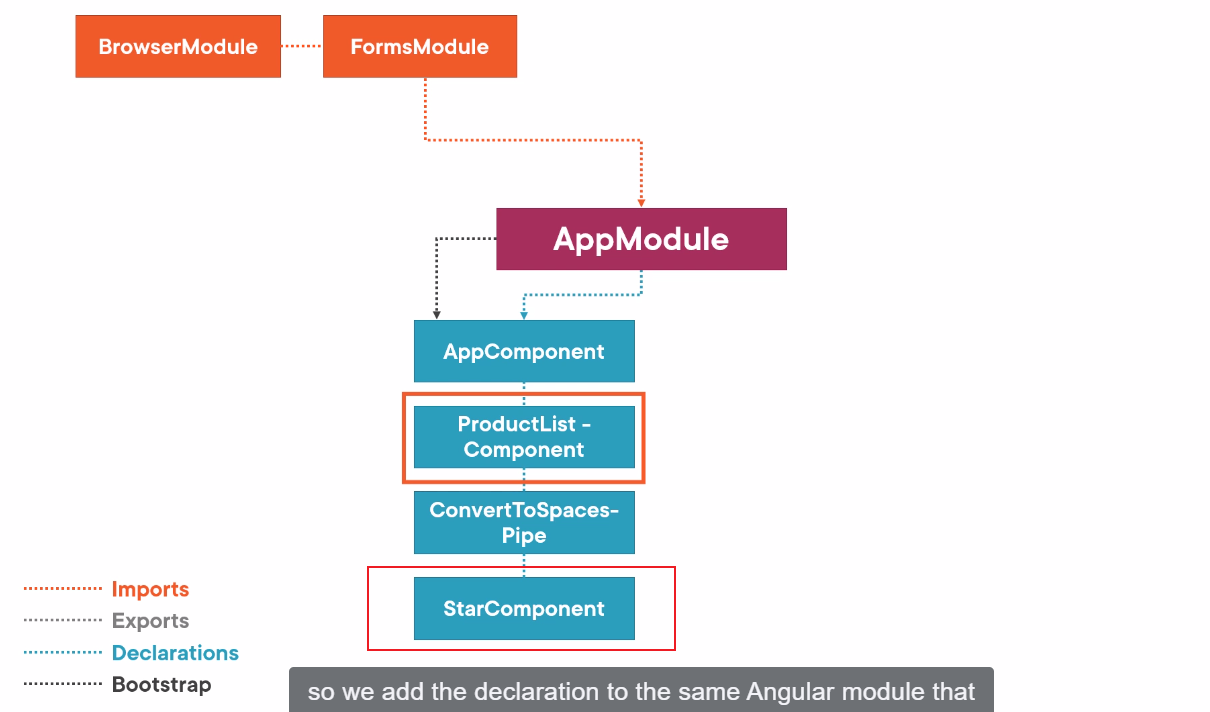 BrowserModule
FormsModule
AppModule
AppComponent
ProductList -
Component
ConvertToSpaces-
Pipe
StarComponent
Imports
Exports
Declarations
Bootstrap
so we add the declaration to the same Angular module that